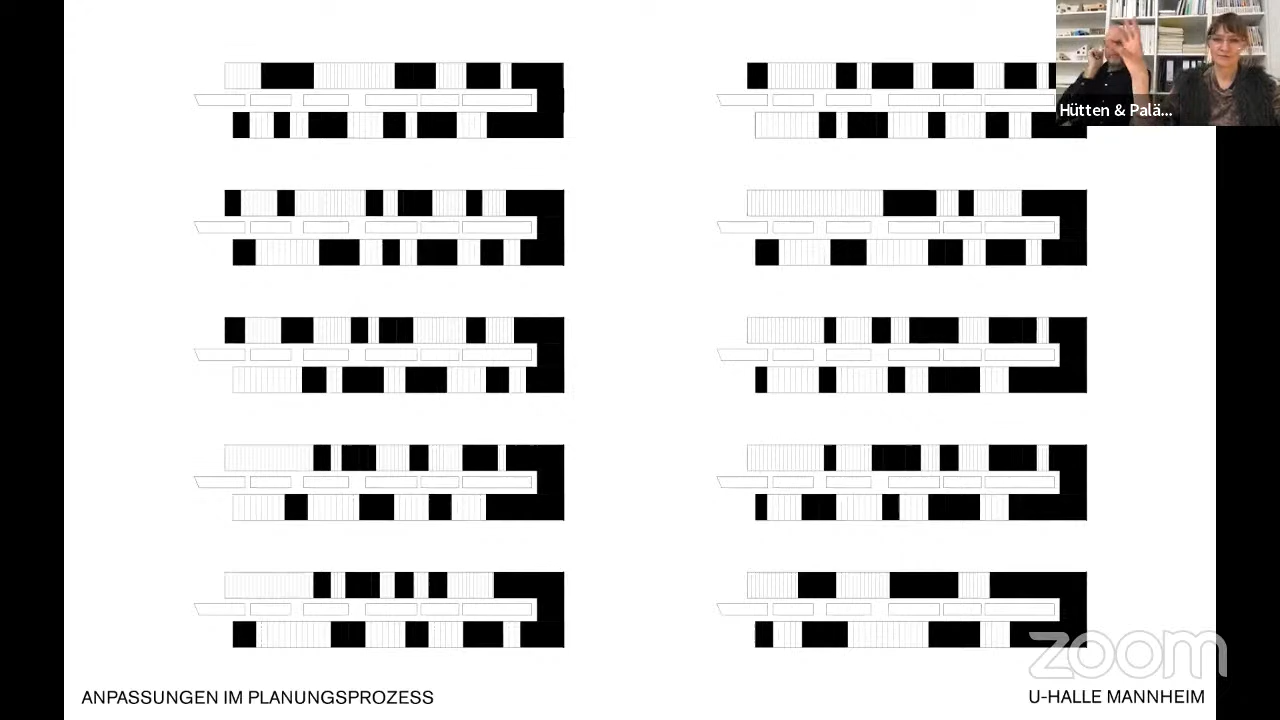 Hütten & Palä...
zoom
ANPASSUNGEN IM PLANUNGSPROZESS
U-HALLE MANNHEIM